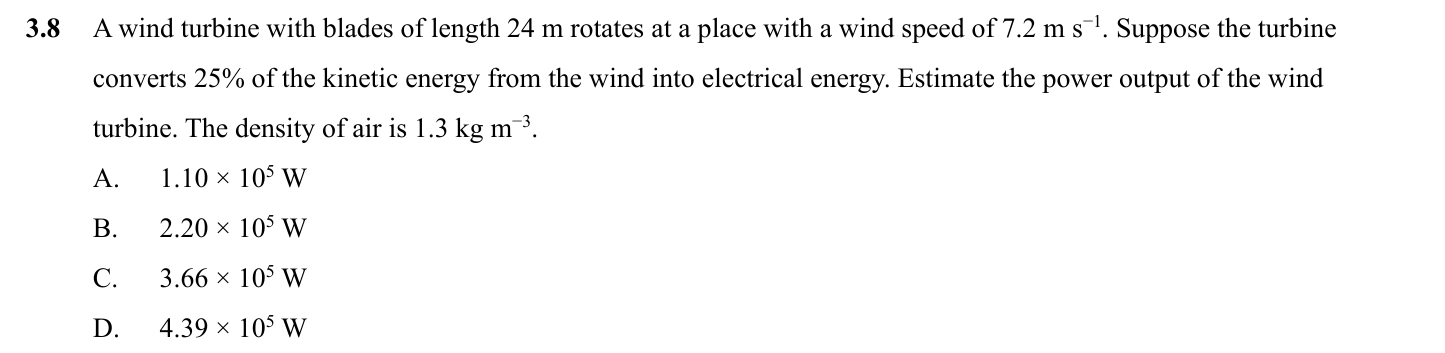 3.8 A wind turbine with blades of length 24 m rotates at a place with a wind speed of 7.2 m s⁻¹. Suppose the turbine
converts 25% of the kinetic energy from the wind into electrical energy. Estimate the power output of the wind
turbine. The density of air is 1.3 kg m⁻³.
A. 1.10 × 10⁵ W
B. 2.20 × 10⁵ W
C. 3.66 × 10⁵ W
D. 4.39 × 10⁵ W